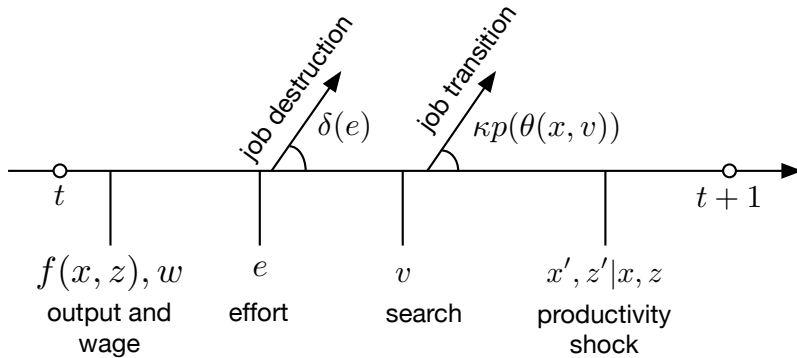 job destruction
δ(e)
job transition
κp(θ(x, v))
t
t + 1
f(x, z), w
output and
wage
e
effort
v
search
x′, z′|x, z
productivity
shock